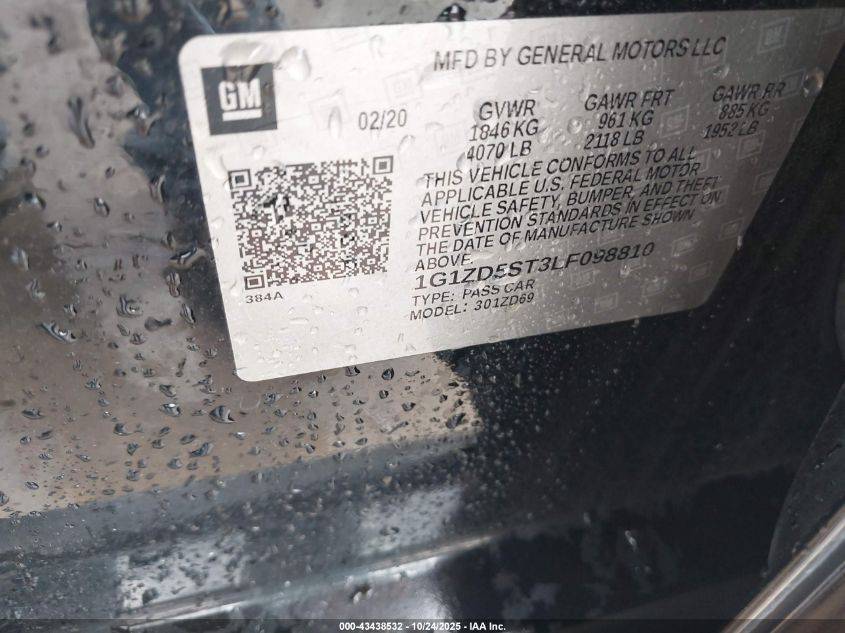 MFD BY GENERAL MOTORS LLC
GM
02/20
GVWR GAWR FRT GAWR RR
1846 KG 961 KG 885 KG
4070 LB 2118 LB 1952 LB
THIS VEHICLE CONFORMS TO ALL
APPLICABLE U.S. FEDERAL MOTOR
VEHICLE SAFETY, BUMPER, AND THEFT
PREVENTION STANDARDS IN EFFECT ON
THE DATE OF MANUFACTURE SHOWN
ABOVE.
1G1ZD5ST3LF098810
TYPE: PASS CAR
MODEL: 301ZD69
384A
000-43438532 - 10/24/2025 - IAA Inc.